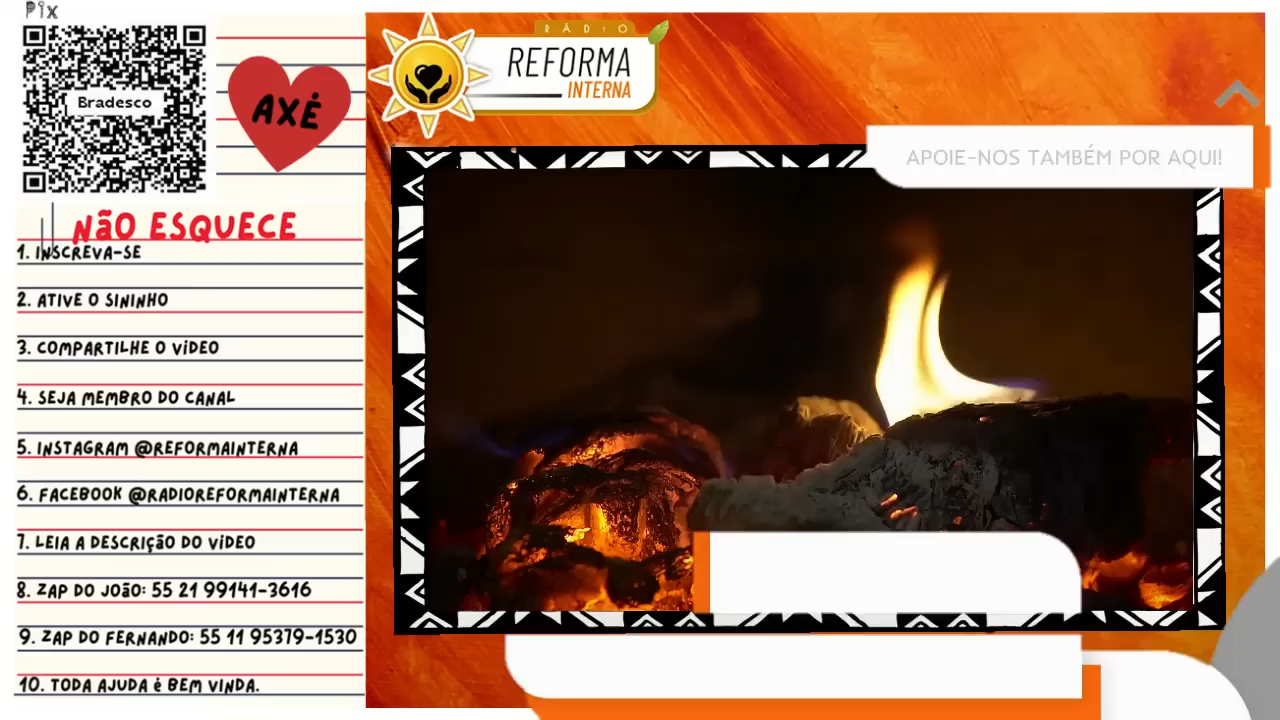 Pix
Bradesco
AXÉ
NãO ESQUECE
1. INSCREVA-SE
2. ATIVE O SININHO
3. COMPARTILHE O VíDEO
4. SEJA MEMBRO DO CANAL
5. INSTAGRAM @REFORMAINTERNA
6. FACEBOOK @RADIOREFORMAINTERNA
7. LEIA A DESCRIÇãO DO VíDEO
8. ZAP DO JOãO: 55 21 99141-3616
9. ZAP DO FERNANDO: 55 11 95379-1530
10. TODA AJUDA é BEM VINDA.
RÁDIO
REFORMA
INTERNA
APOIE-NOS TAMBÉM POR AQUI!